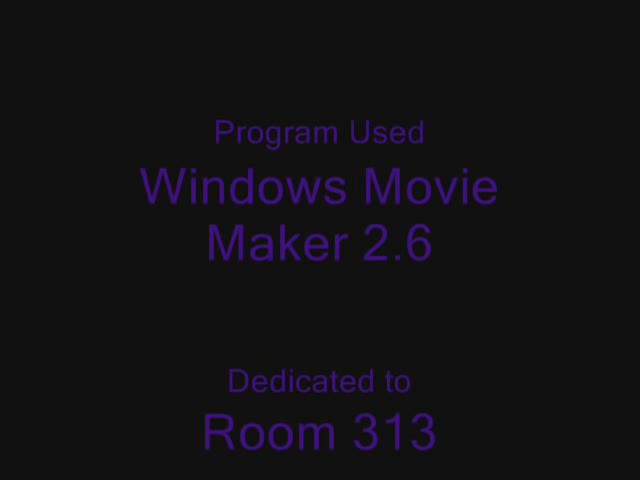 Program Used
Windows Movie
Maker 2.6
Dedicated to
Room 313